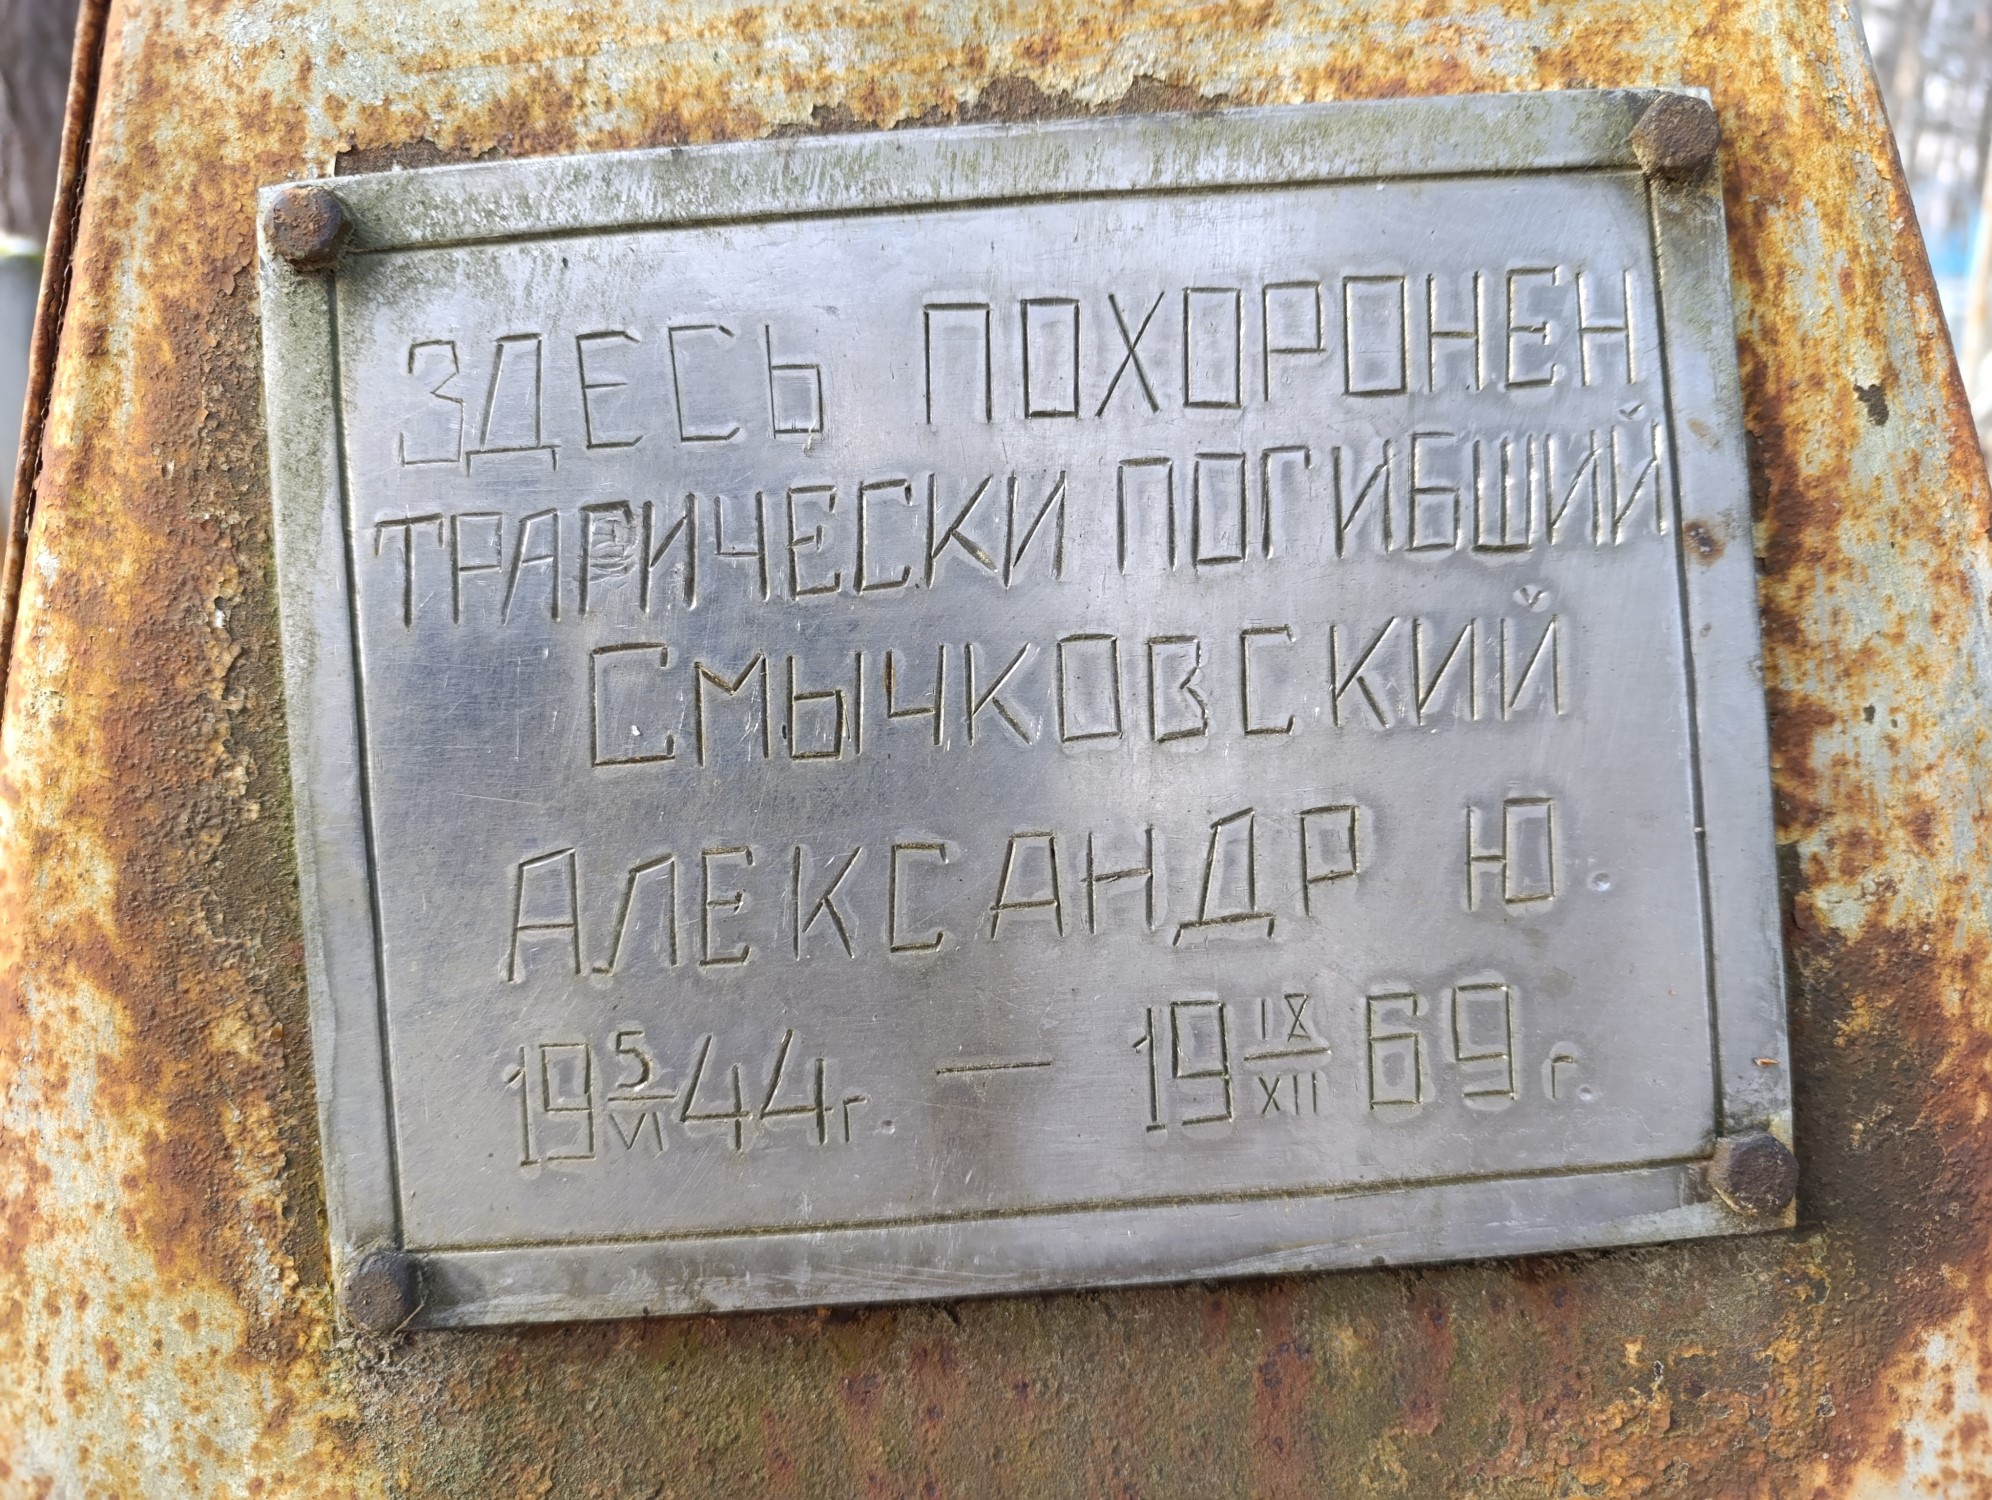 ЗДЕСЬ ПОХОРОНЕН
ТРАГИЧЕСКИ ПОГИБШИЙ
СМЫЧКОВСКИЙ
АЛЕКСАНДР Ю.
19 5/VI 44г. — 19 IX/XII 69г.